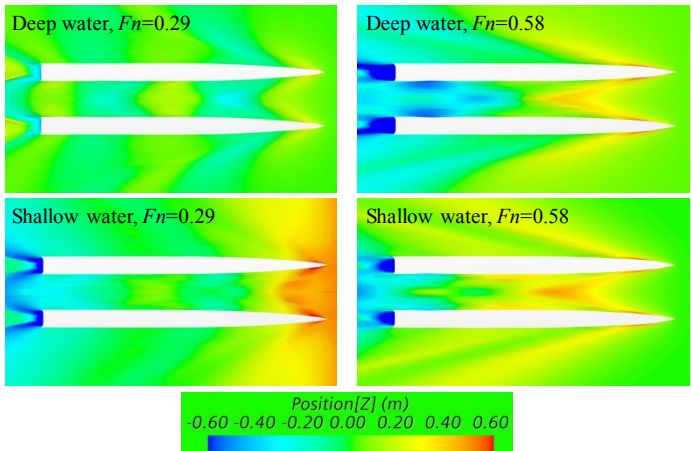 Deep water, Fn=0.29
Deep water, Fn=0.58
Shallow water, Fn=0.29
Shallow water, Fn=0.58
Position[Z] (m)
-0.60 -0.40 -0.20 0.00 0.20 0.40 0.60